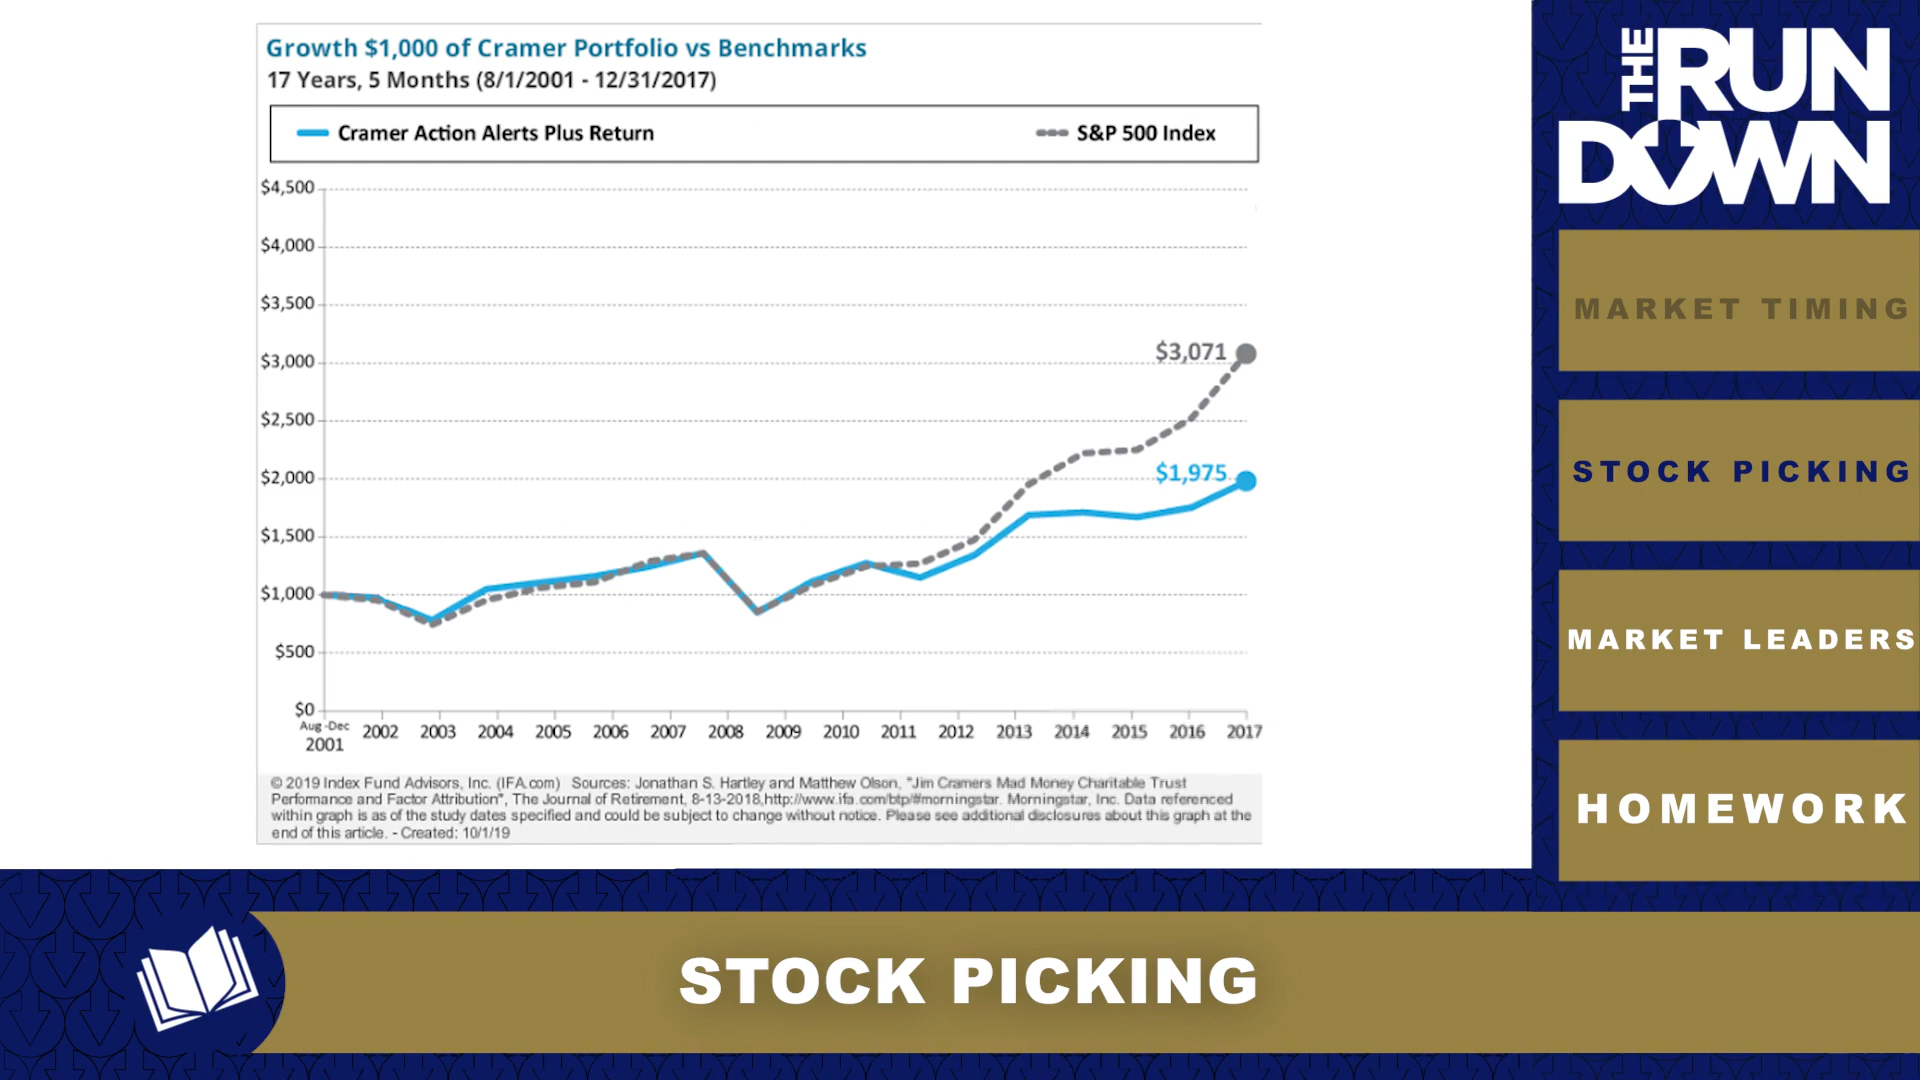 Growth $1,000 of Cramer Portfolio vs Benchmarks
17 Years, 5 Months (8/1/2001 - 12/31/2017)
Cramer Action Alerts Plus Return
S&P 500 Index
$4,500
$4,000
$3,500
$3,000
$2,500
$2,000
$1,500
$1,000
$500
$0
$3,071
$1,975
Aug-Dec
2001 2002 2003 2004 2005 2006 2007 2008 2009 2010 2011 2012 2013 2014 2015 2016 2017
© 2019 Index Fund Advisors, Inc. (IFA.com) Sources: Jonathan S. Hartley and Matthew Olson, "Jim Cramers Mad Money Charitable Trust
Performance and Factor Attribution", The Journal of Retirement, 8-13-2018,http://www.ifa.com/btp/#morningstar. Morningstar, Inc. Data referenced
within graph is as of the study dates specified and could be subject to change without notice. Please see additional disclosures about this graph at the
end of this article. - Created: 10/1/19
THE RUN
DOWN
MARKET TIMING
STOCK PICKING
MARKET LEADERS
HOMEWORK
STOCK PICKING